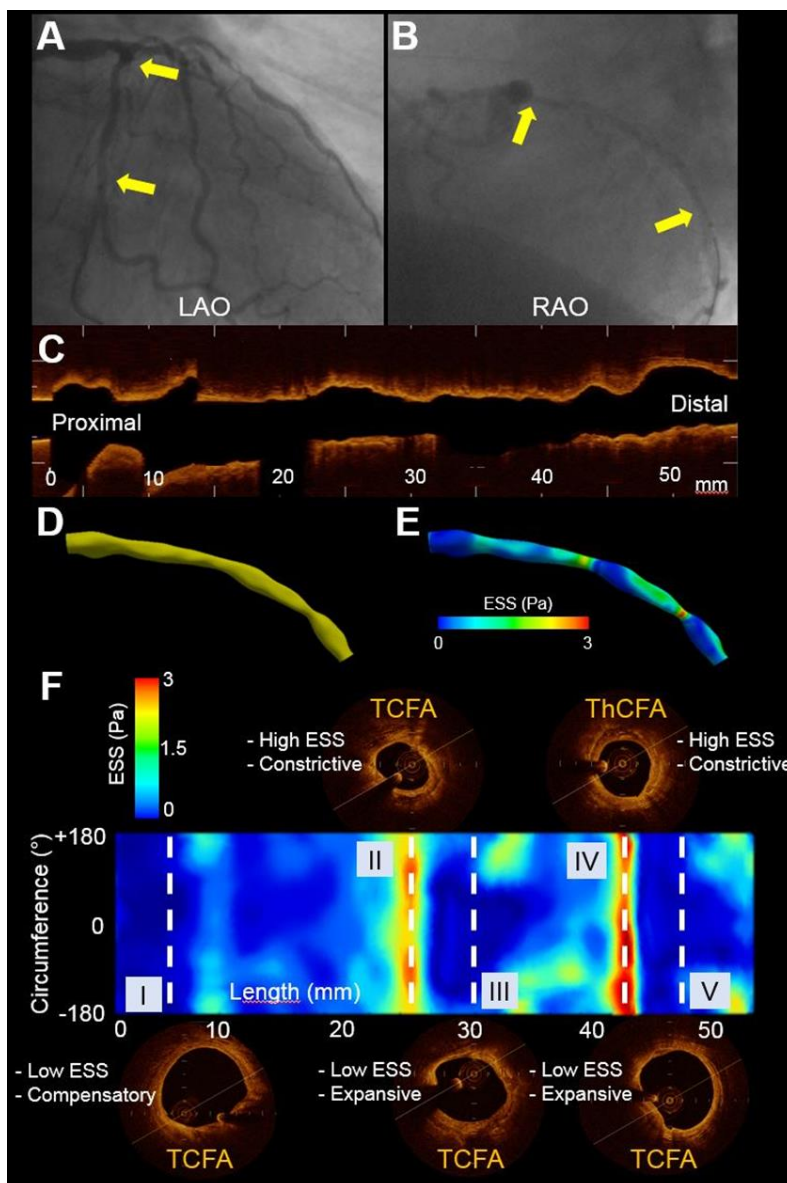 A
B
LAO
RAO
C
Proximal
Distal
0 10 20 30 40 50 mm
D
E
ESS (Pa)
0 3
F
ESS (Pa)
3
1.5
0
TCFA
- High ESS
- Constrictive
ThCFA
- High ESS
- Constrictive
Circumference (°)
+180
0
-180
II
IV
I
Length (mm)
III
V
0 10 20 30 40 50
- Low ESS
- Compensatory
TCFA
- Low ESS
- Expansive
TCFA
- Low ESS
- Expansive
TCFA